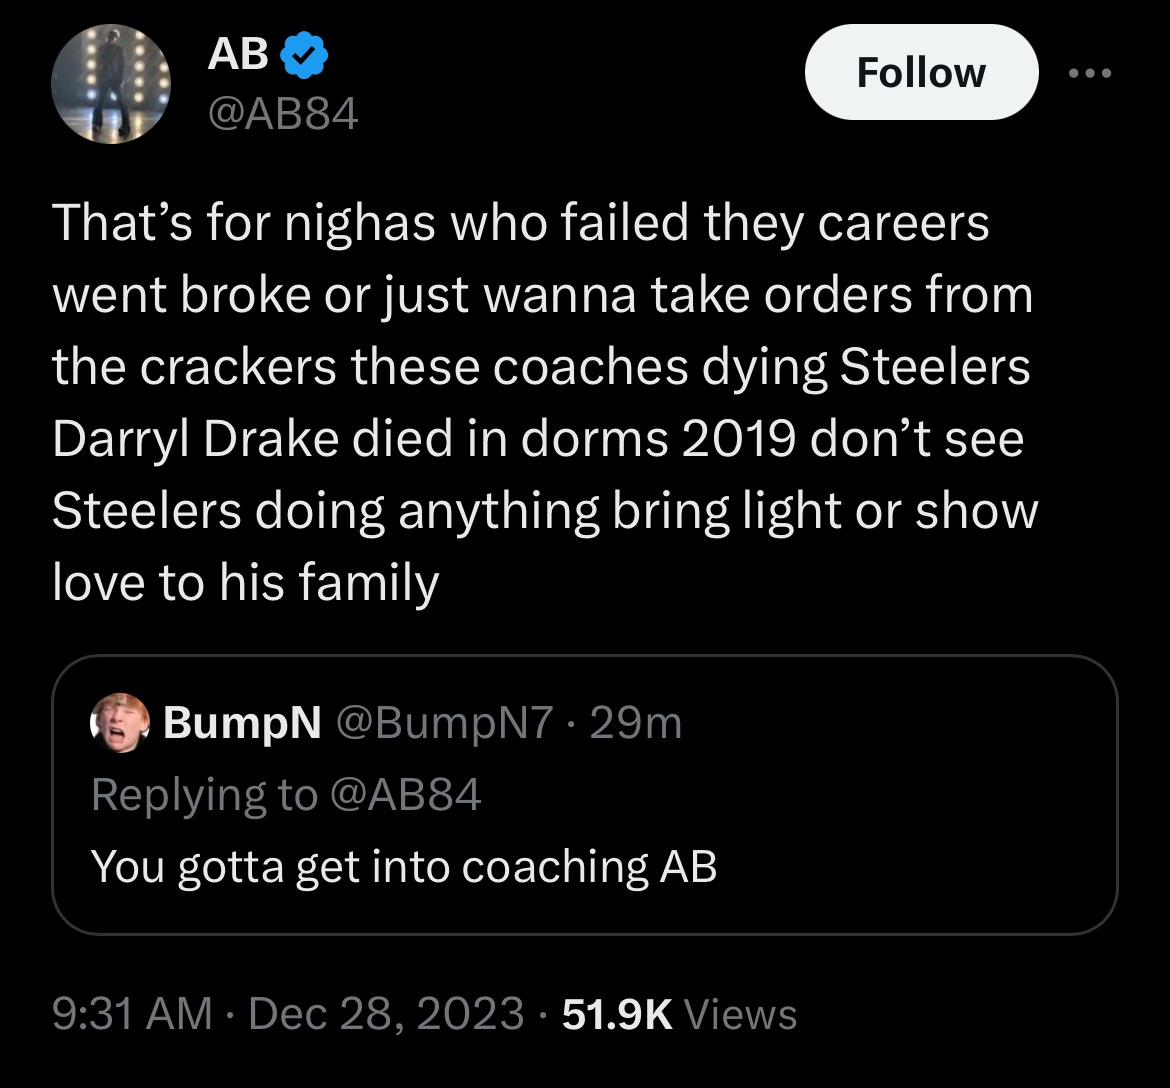 AB
@AB84
Follow
That’s for nighas who failed they careers
went broke or just wanna take orders from
the crackers these coaches dying Steelers
Darryl Drake died in dorms 2019 don’t see
Steelers doing anything bring light or show
love to his family
BumpN @BumpN7 · 29m
Replying to @AB84
You gotta get into coaching AB
9:31 AM · Dec 28, 2023 · 51.9K Views